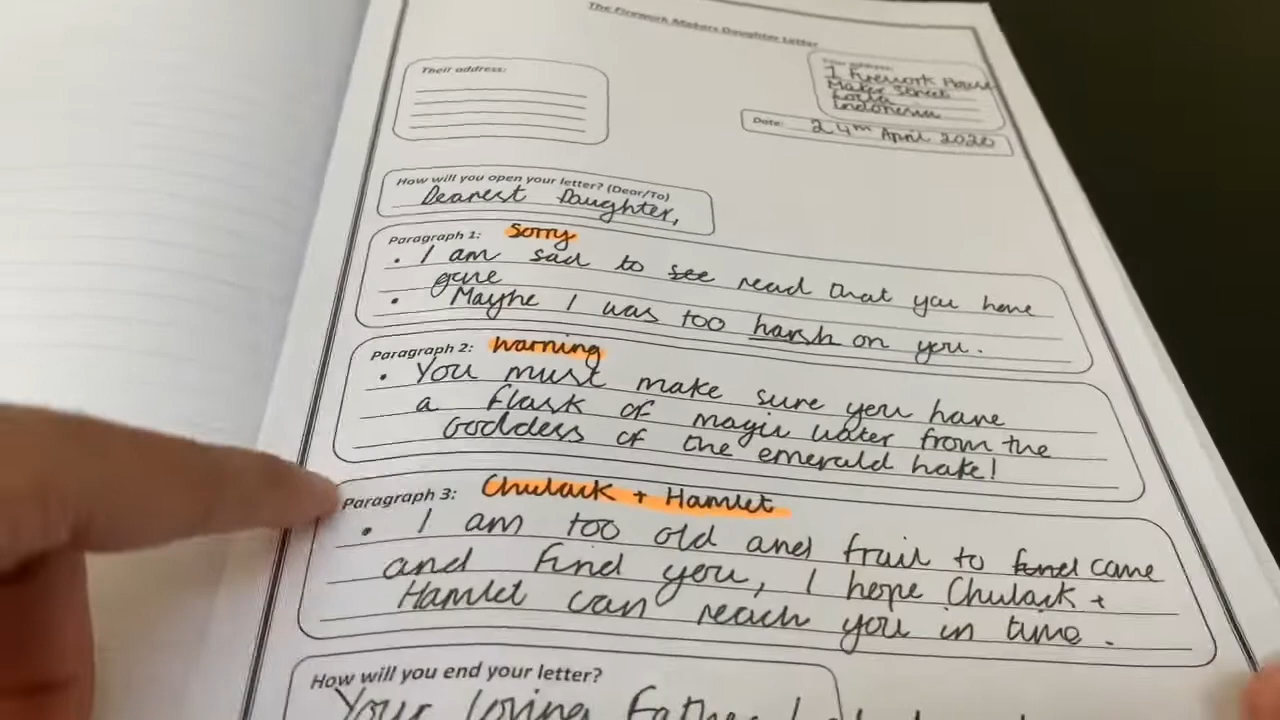 The Firework Makers Daughter Letter
Their address:
Your address:
1 Firework House
Maker Street
Indonesia
Date: 24th April 2020
How will you open your letter? (Dear/To)
Dearest Daughter,
Paragraph 1: Sorry
• I am sad to see read that you have
gone
• Maybe I was too harsh on you.
Paragraph 2: Warning
• You must make sure you have
a flask of magic water from the
Goddess of the emerald lake!
Paragraph 3: Chulack + Hamlet
• I am too old and frail to find come
and find you, I hope Chulack +
Hamlet can reach you in time.
How will you end your letter?
Your loving Father